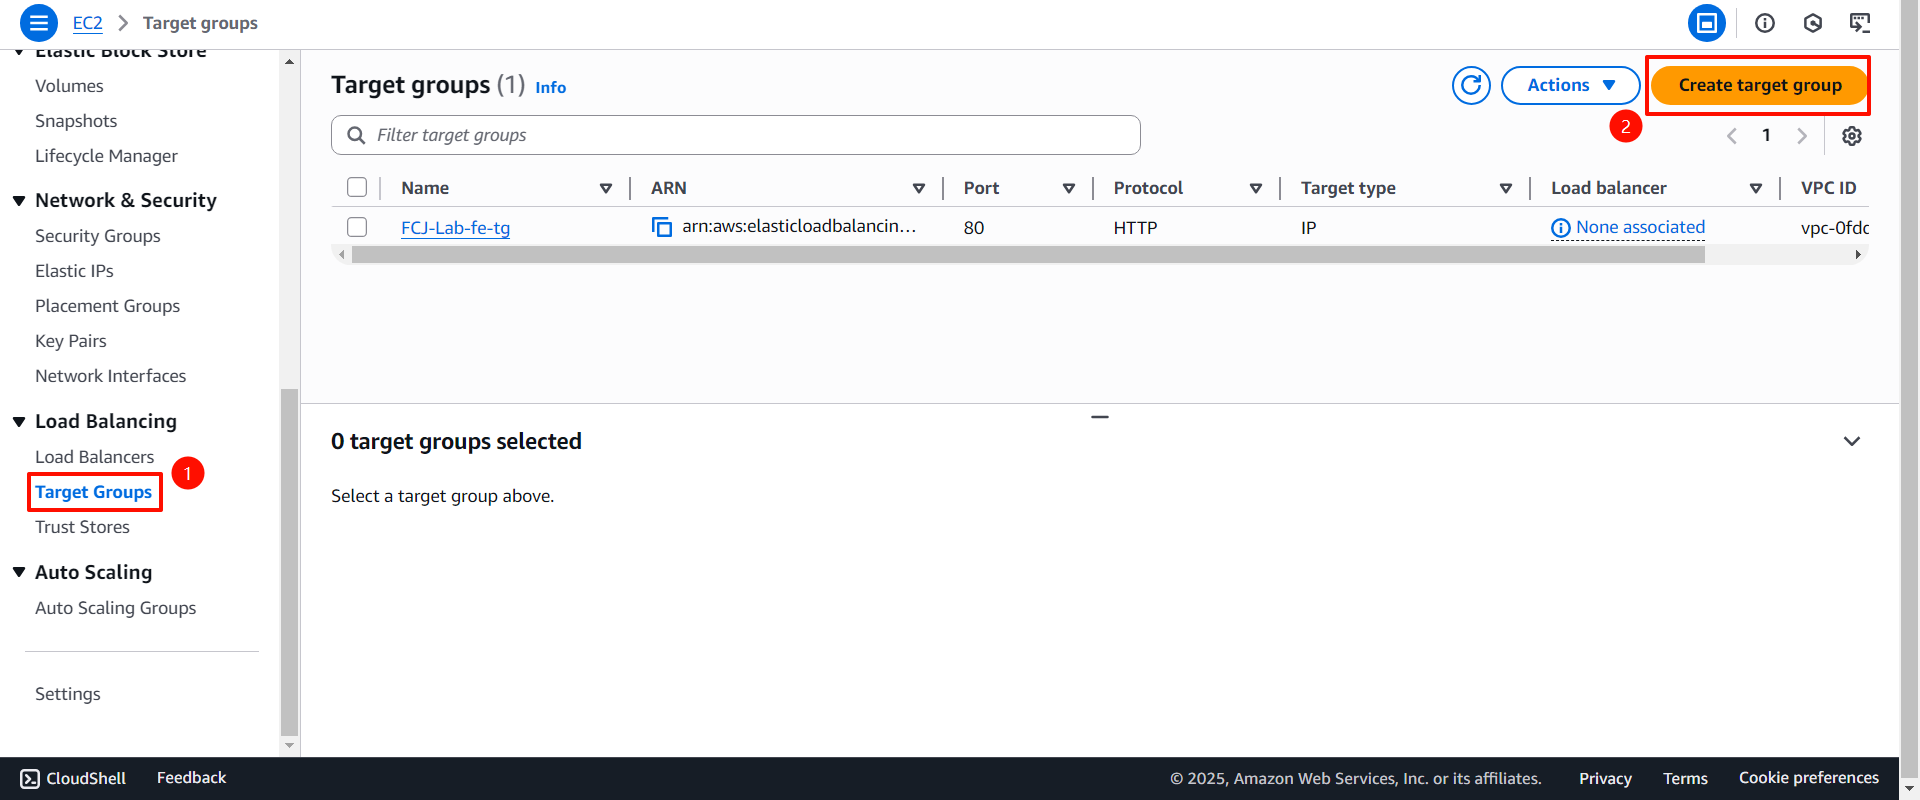 EC2 > Target groups
Elastic Block Store
Volumes
Snapshots
Lifecycle Manager
Network & Security
Security Groups
Elastic IPs
Placement Groups
Key Pairs
Network Interfaces
Load Balancing
Load Balancers
1
Target Groups
Trust Stores
Auto Scaling
Auto Scaling Groups
Settings
Target groups (1) Info
Actions
Create target group
2
Filter target groups
1
Name ARN Port Protocol Target type Load balancer VPC ID
FCJ-Lab-fe-tg arn:aws:elasticloadbalancin... 80 HTTP IP None associated vpc-0fdc
0 target groups selected
Select a target group above.
CloudShell Feedback © 2025, Amazon Web Services, Inc. or its affiliates. Privacy Terms Cookie preferences